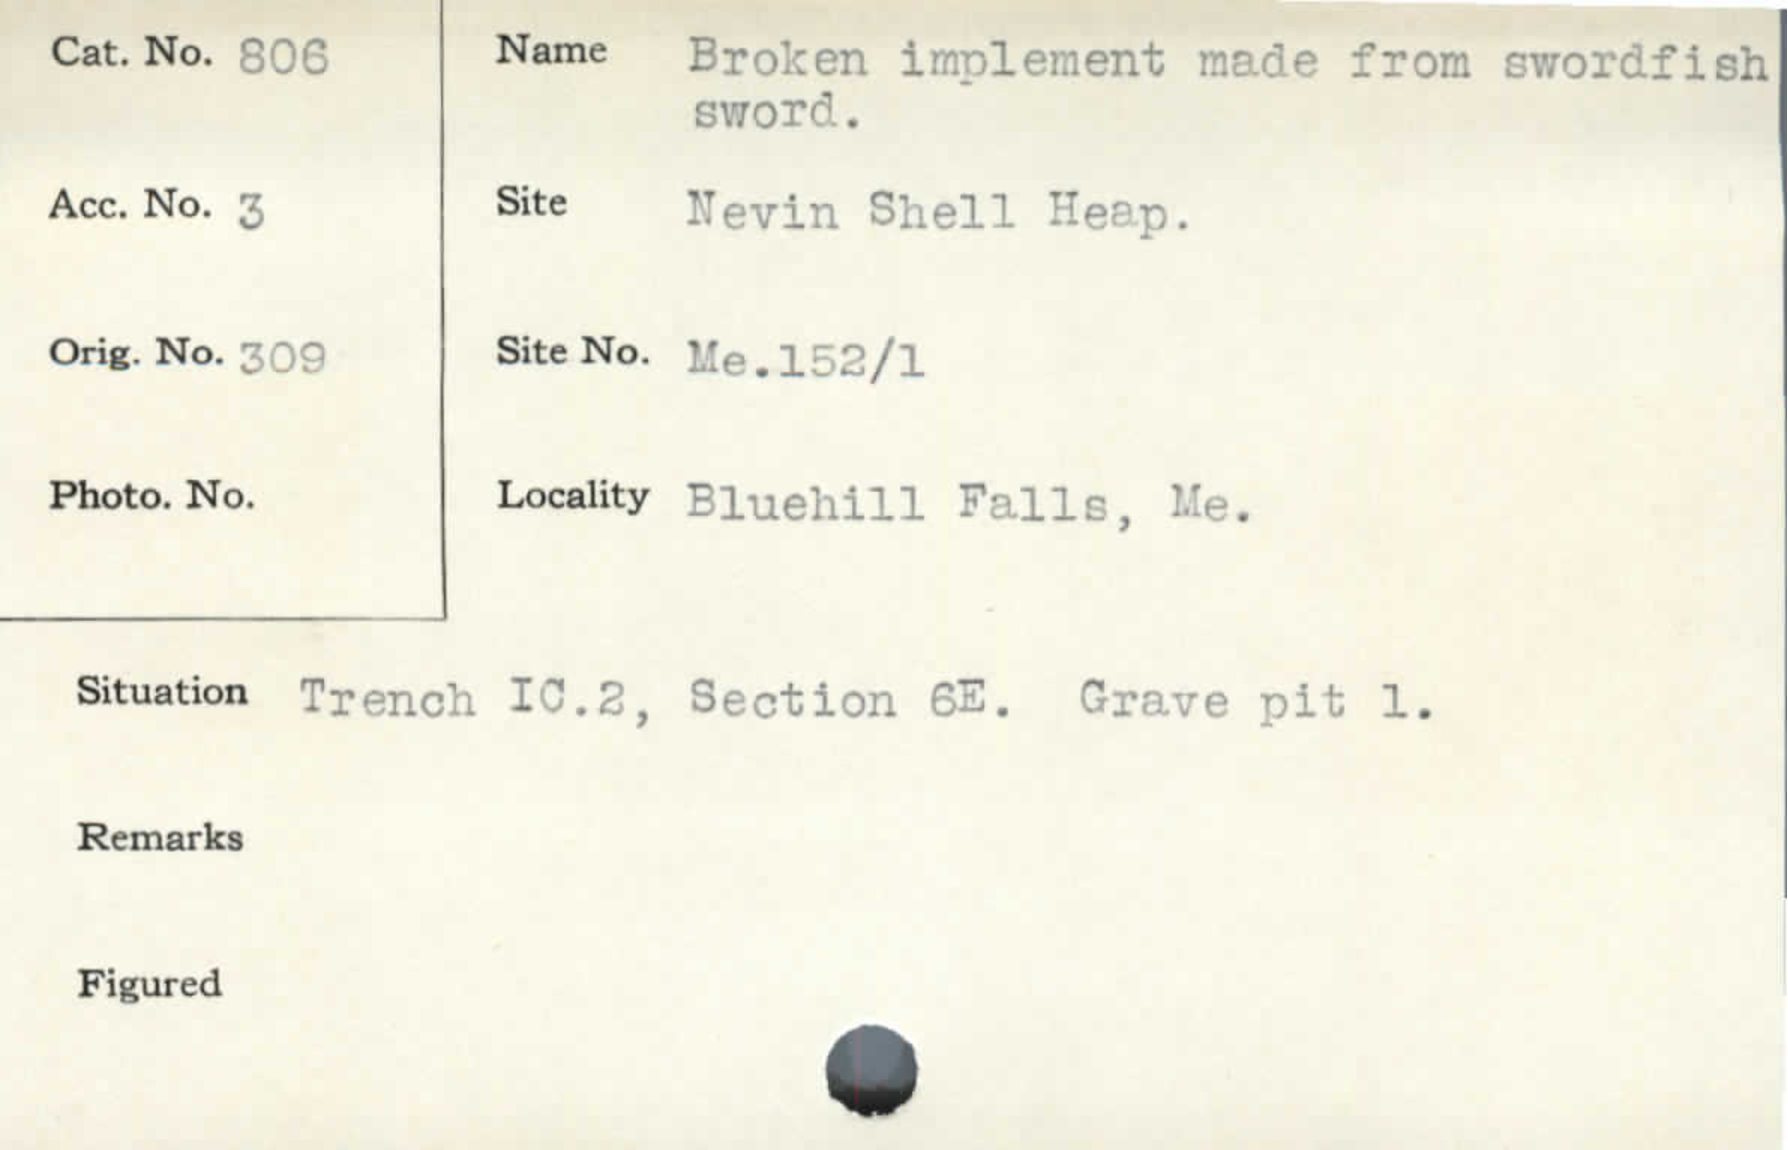 Cat. No. 806
Name Broken implement made from swordfish
sword.
Acc. No. 3
Site Nevin Shell Heap.
Orig. No. 309
Site No. Me.152/1
Photo. No.
Locality Bluehill Falls, Me.
Situation Trench IC.2, Section 6E. Grave pit 1.
Remarks
Figured